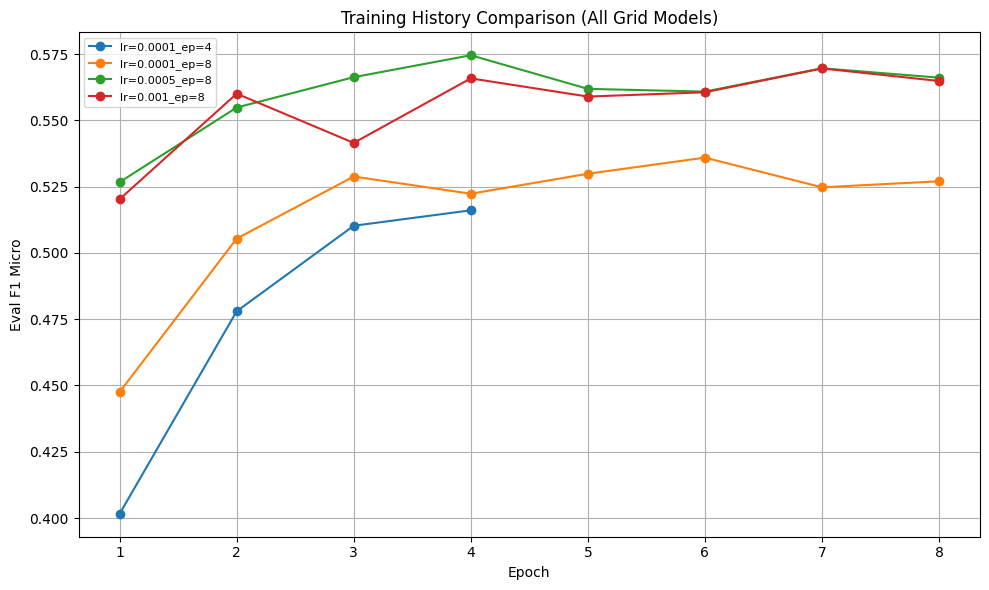 Training History Comparison (All Grid Models)
lr=0.0001_ep=4
lr=0.0001_ep=8
lr=0.0005_ep=8
lr=0.001_ep=8
Eval F1 Micro
0.575
0.550
0.525
0.500
0.475
0.450
0.425
0.400
1 2 3 4 5 6 7 8
Epoch